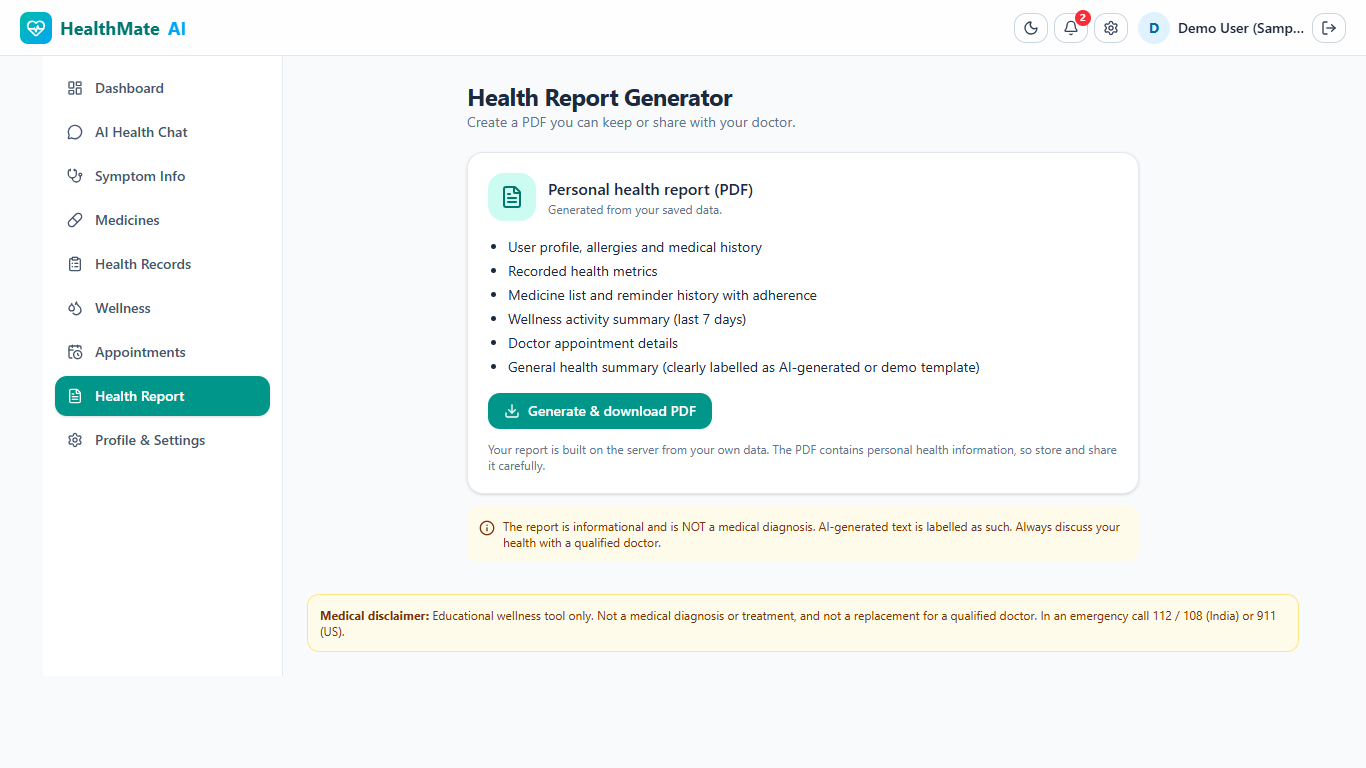 HealthMate AI
2
D
Demo User (Samp...
Dashboard
AI Health Chat
Symptom Info
Medicines
Health Records
Wellness
Appointments
Health Report
Profile & Settings
Health Report Generator
Create a PDF you can keep or share with your doctor.
Personal health report (PDF)
Generated from your saved data.
User profile, allergies and medical history
Recorded health metrics
Medicine list and reminder history with adherence
Wellness activity summary (last 7 days)
Doctor appointment details
General health summary (clearly labelled as AI-generated or demo template)
Generate & download PDF
Your report is built on the server from your own data. The PDF contains personal health information, so store and share
it carefully.
The report is informational and is NOT a medical diagnosis. AI-generated text is labelled as such. Always discuss your
health with a qualified doctor.
Medical disclaimer: Educational wellness tool only. Not a medical diagnosis or treatment, and not a replacement for a qualified doctor. In an emergency call 112 / 108 (India) or 911
(US).